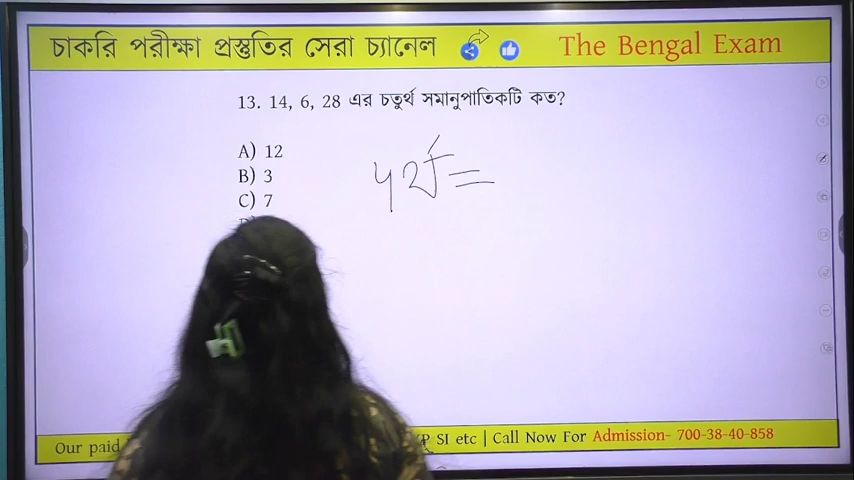 চাকরি পরীক্ষা প্রস্তুতির সেরা চ্যানেল
The Bengal Exam
13. 14, 6, 28 এর চতুর্থ সমানুপাতিকটি কত?
A) 12
B) 3
C) 7
৪র্থ =
Our paid
SI etc | Call Now For Admission- 700-38-40-858